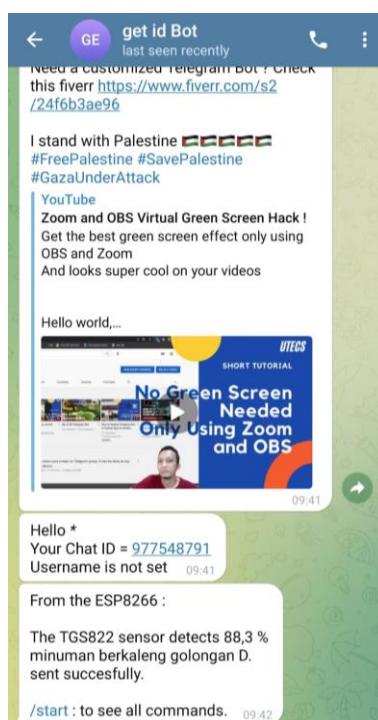 get id Bot
GE
last seen recently
Need a customized Telegram Bot ? Check
this fiverr https://www.fiverr.com/s2
/24f6b3ae96
I stand with Palestine 🇵🇸🇵🇸🇵🇸🇵🇸🇵🇸
#FreePalestine #SavePalestine
#GazaUnderAttack
YouTube
Zoom and OBS Virtual Green Screen Hack !
Get the best green screen effect only using
OBS and Zoom
And looks super cool on your videos
Hello world,...
UTECS
SHORT TUTORIAL
No Green Screen
Needed
Only Using Zoom
and OBS
09:41
Hello *
Your Chat ID = 977548791
Username is not set 09:41
From the ESP8266 :
The TGS822 sensor detects 88,3 %
minuman berkaleng golongan D.
sent succesfully.
/start : to see all commands. 09:42